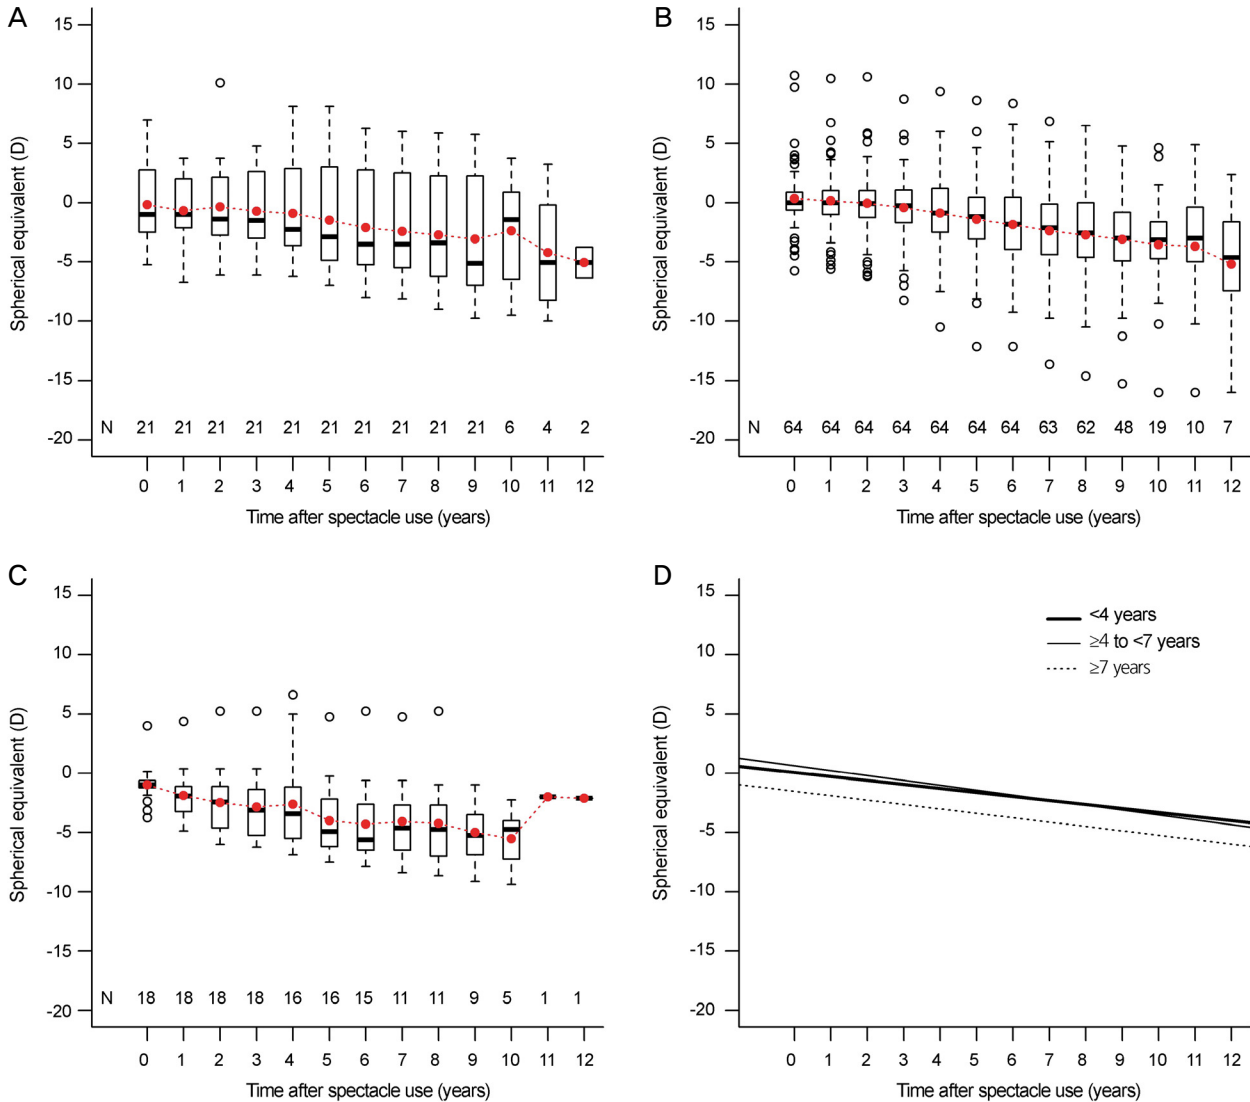 A
Spherical equivalent (D)
15
10
5
0
-5
-10
-15
-20
N 21 21 21 21 21 21 21 21 21 21 6 4 2
0 1 2 3 4 5 6 7 8 9 10 11 12
Time after spectacle use (years)
B
Spherical equivalent (D)
15
10
5
0
-5
-10
-15
-20
N 64 64 64 64 64 64 64 63 62 48 19 10 7
0 1 2 3 4 5 6 7 8 9 10 11 12
Time after spectacle use (years)
C
Spherical equivalent (D)
15
10
5
0
-5
-10
-15
-20
N 18 18 18 18 16 16 15 11 11 9 5 1 1
0 1 2 3 4 5 6 7 8 9 10 11 12
Time after spectacle use (years)
D
Spherical equivalent (D)
15
10
5
0
-5
-10
-15
-20
<4 years
≥4 to <7 years
≥7 years
0 1 2 3 4 5 6 7 8 9 10 11 12
Time after spectacle use (years)